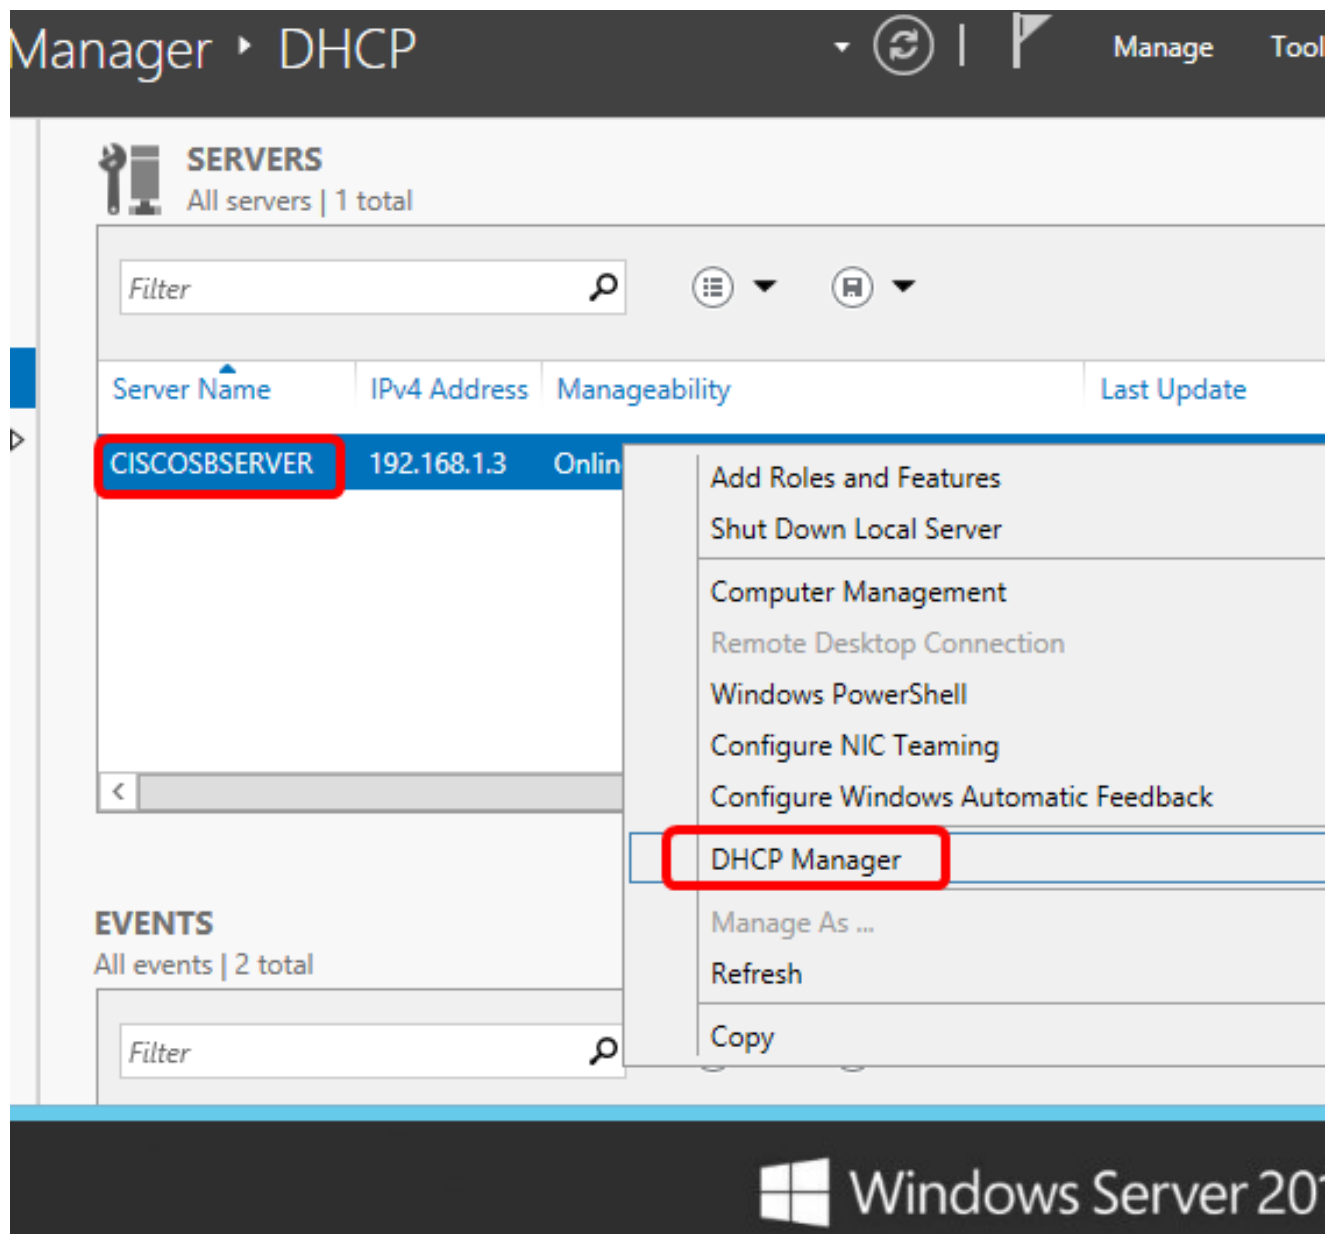 Manager ‣ DHCP
Manage Tool
SERVERS
All servers | 1 total
Filter
Server Name IPv4 Address Manageability Last Update
CISCOSBSERVER 192.168.1.3 Onlin
Add Roles and Features
Shut Down Local Server
Computer Management
Remote Desktop Connection
Windows PowerShell
Configure NIC Teaming
Configure Windows Automatic Feedback
DHCP Manager
Manage As ...
Refresh
Copy
EVENTS
All events | 2 total
Filter
Windows Server 201